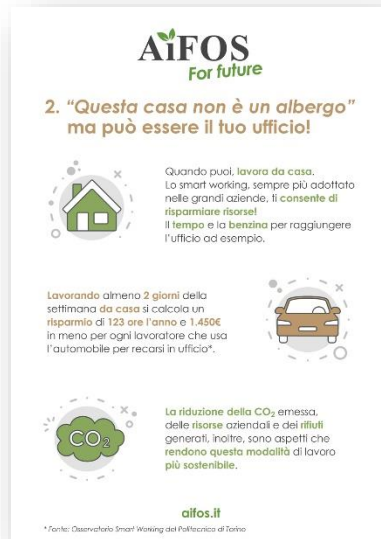 AiFOS
For future
2. “Questa casa non è un albergo”
ma può essere il tuo ufficio!
Quando puoi, lavora da casa.
Lo smart working, sempre più adottato
nelle grandi aziende, ti consente di
risparmiare risorse!
Il tempo e la benzina per raggiungere
l'ufficio ad esempio.
Lavorando almeno 2 giorni della
settimana da casa si calcola un
risparmio di 123 ore l'anno e 1.450€
in meno per ogni lavoratore che usa
l'automobile per recarsi in ufficio*.
CO₂
La riduzione della CO₂ emessa,
delle risorse aziendali e dei rifiuti
generati, inoltre, sono aspetti che
rendono questa modalità di lavoro
più sostenibile.
aifos.it
* Fonte: Osservatorio Smart Working del Politecnico di Torino